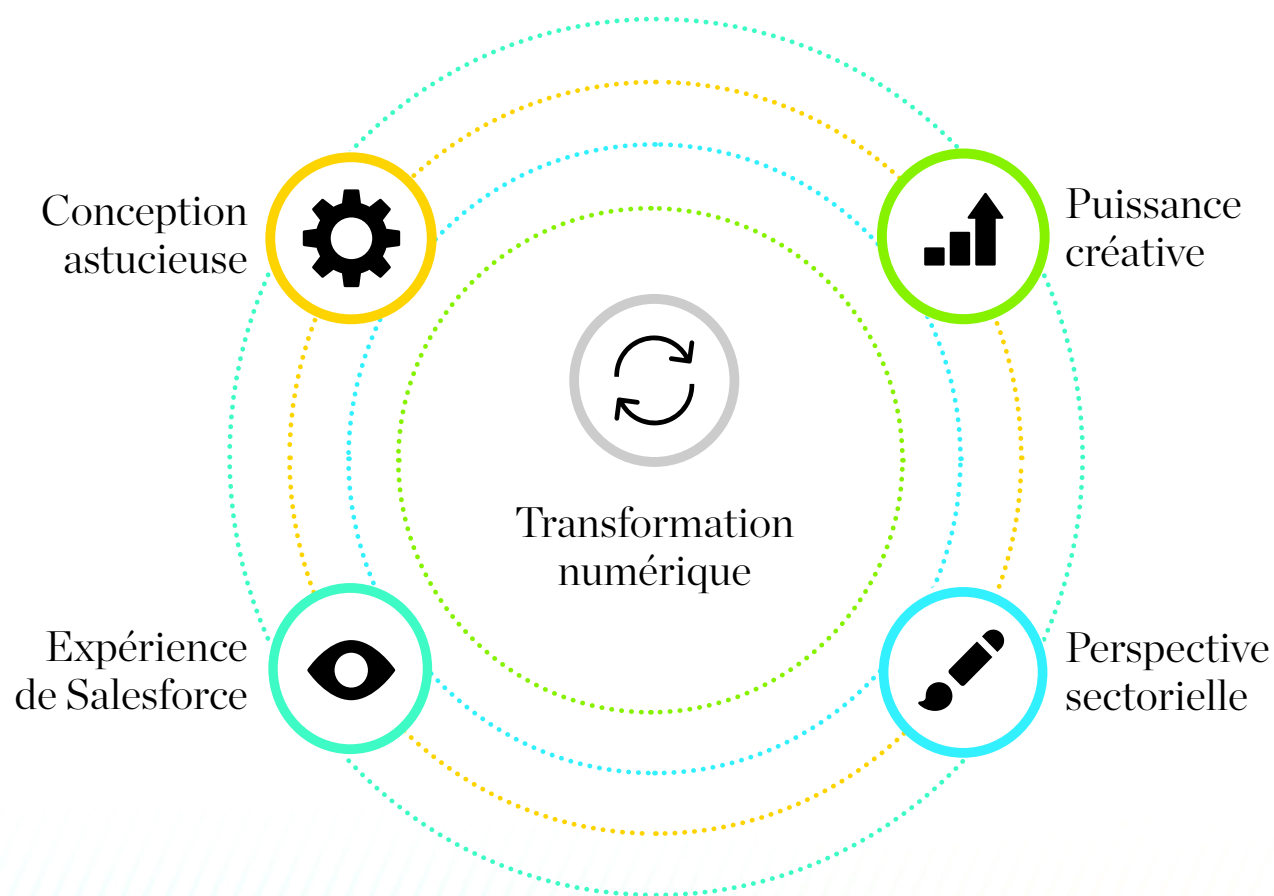 Conception
astucieuse
Puissance
créative
Transformation
numérique
Expérience
de Salesforce
Perspective
sectorielle